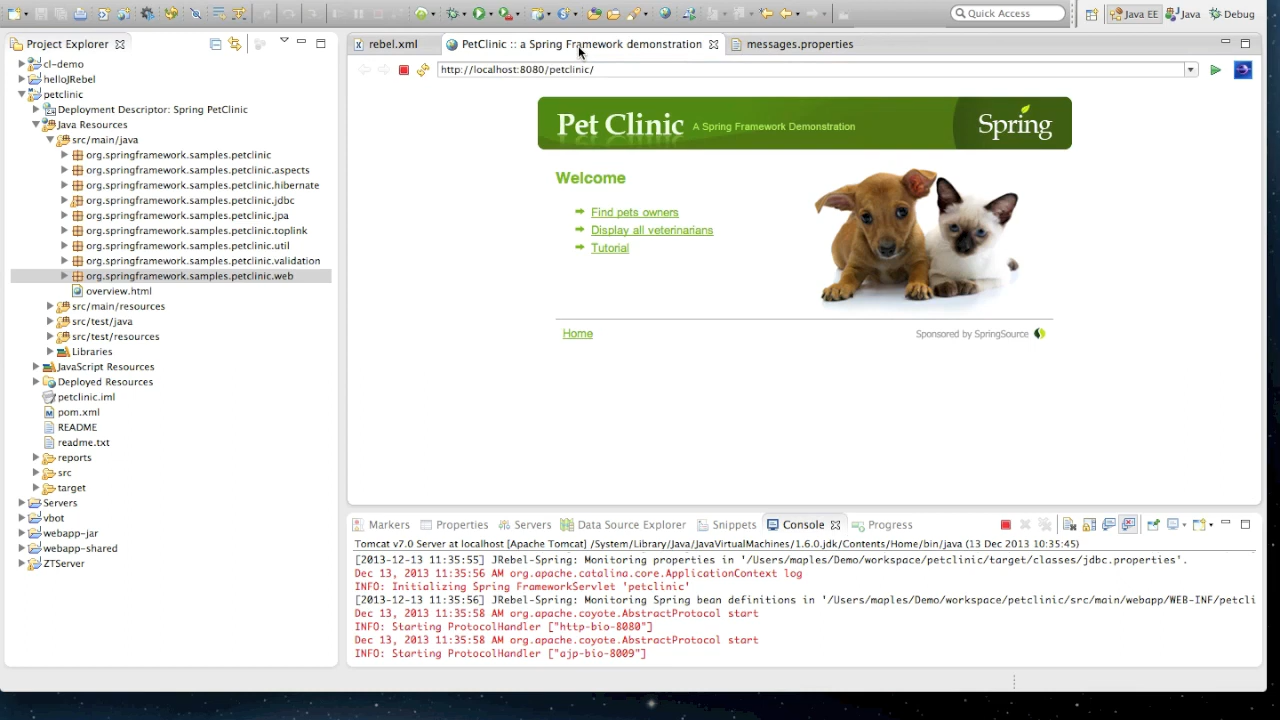 Quick Access
Java EE
Java
Debug
Project Explorer
cl-demo
helloJRebel
petclinic
Deployment Descriptor: Spring PetClinic
Java Resources
src/main/java
org.springframework.samples.petclinic
org.springframework.samples.petclinic.aspects
org.springframework.samples.petclinic.hibernate
org.springframework.samples.petclinic.jdbc
org.springframework.samples.petclinic.jpa
org.springframework.samples.petclinic.toplink
org.springframework.samples.petclinic.util
org.springframework.samples.petclinic.validation
org.springframework.samples.petclinic.web
overview.html
src/main/resources
src/test/java
src/test/resources
Libraries
JavaScript Resources
Deployed Resources
petclinic.iml
pom.xml
README
readme.txt
reports
src
target
Servers
vbot
webapp-jar
webapp-shared
ZTServer
rebel.xml
PetClinic :: a Spring Framework demonstration
messages.properties
http://localhost:8080/petclinic/
Pet Clinic A Spring Framework Demonstration
Spring
Welcome
Find pets owners
Display all veterinarians
Tutorial
Home
Sponsored by SpringSource
Markers
Properties
Servers
Data Source Explorer
Snippets
Console
Progress
Tomcat v7.0 Server at localhost [Apache Tomcat] /System/Library/Java/JavaVirtualMachines/1.6.0.jdk/Contents/Home/bin/java (13 Dec 2013 10:35:45)
[2013-12-13 11:35:55] JRebel-Spring: Monitoring properties in '/Users/maples/Demo/workspace/petclinic/target/classes/jdbc.properties'.
Dec 13, 2013 11:35:56 AM org.apache.catalina.core.ApplicationContext log
INFO: Initializing Spring FrameworkServlet 'petclinic'
[2013-12-13 11:35:56] JRebel-Spring: Monitoring Spring bean definitions in '/Users/maples/Demo/workspace/petclinic/src/main/webapp/WEB-INF/petcli
Dec 13, 2013 11:35:58 AM org.apache.coyote.AbstractProtocol start
INFO: Starting ProtocolHandler ["http-bio-8080"]
Dec 13, 2013 11:35:58 AM org.apache.coyote.AbstractProtocol start
INFO: Starting ProtocolHandler ["ajp-bio-8009"]